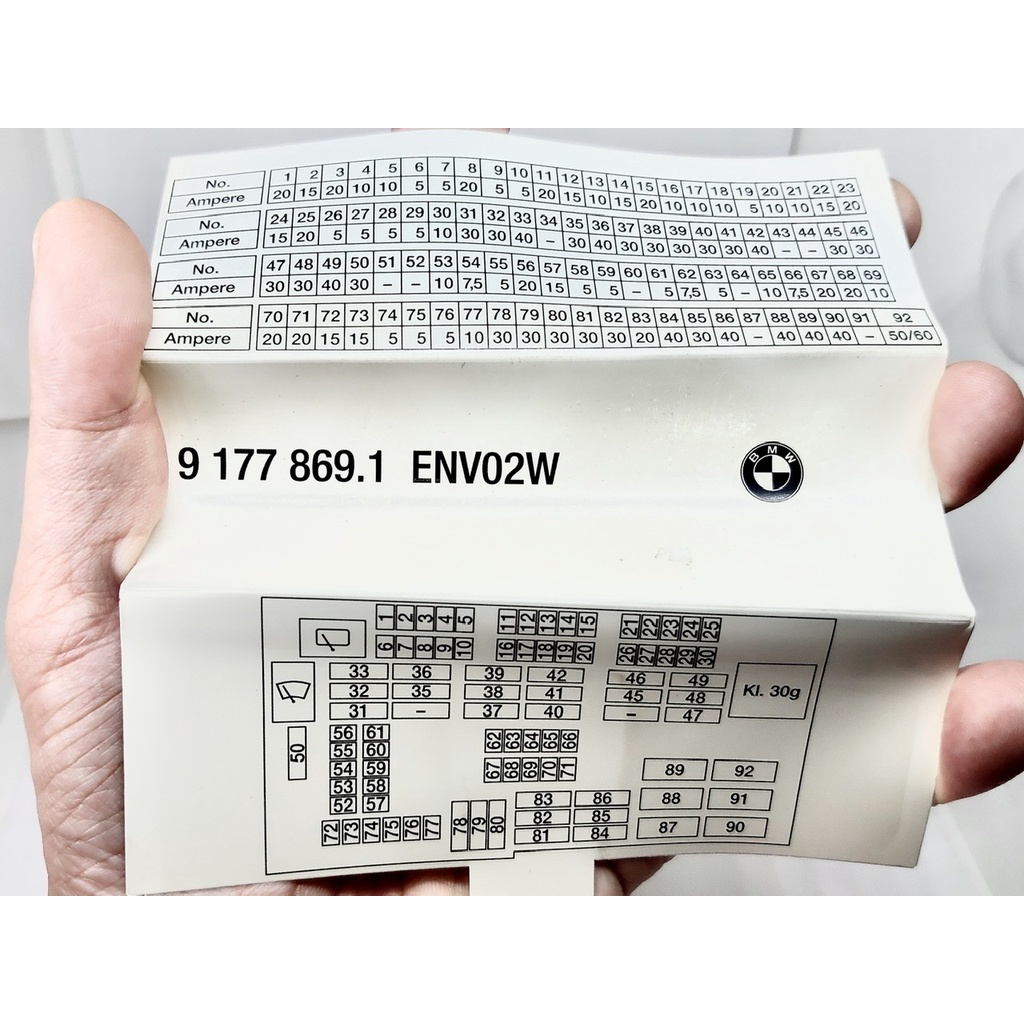 No. 1 2 3 4 5 6 7 8 9 10 11 12 13 14 15 16 17 18 19 20 21 22 23
Ampere 20 15 20 10 10 5 5 20 5 5 20 15 10 15 20 10 10 10 5 10 10 15 20
No. 24 25 26 27 28 29 30 31 32 33 34 35 36 37 38 39 40 41 42 43 44 45 46
Ampere 15 20 5 5 5 5 10 30 30 40 – 30 40 30 30 30 30 30 40 – – 30 30
No. 47 48 49 50 51 52 53 54 55 56 57 58 59 60 61 62 63 64 65 66 67 68 69
Ampere 30 30 40 30 – – 10 7,5 5 20 15 5 5 – 5 7,5 5 – 10 7,5 20 20 10
No. 70 71 72 73 74 75 76 77 78 79 80 81 82 83 84 85 86 87 88 89 90 91 92
Ampere 20 20 15 15 5 5 5 10 30 30 30 30 30 20 40 30 40 – 40 40 40 – 50/60
9 177 869.1 ENV02W
BMW
1 2 3 4 5 11 12 13 14 15 21 22 23 24 25
6 7 8 9 10 16 17 18 19 20 26 27 28 29 30
33 36 39 42 46 49
32 35 38 41 45 48 Kl. 30g
31 – 37 40 – 47
50
56 61 62 63 64 65 66
55 60
54 59 67 68 69 70 71 89 92
53 58
52 57
83 86 88 91
72 73 74 75 76 77 78 79 80 82 85
81 84 87 90